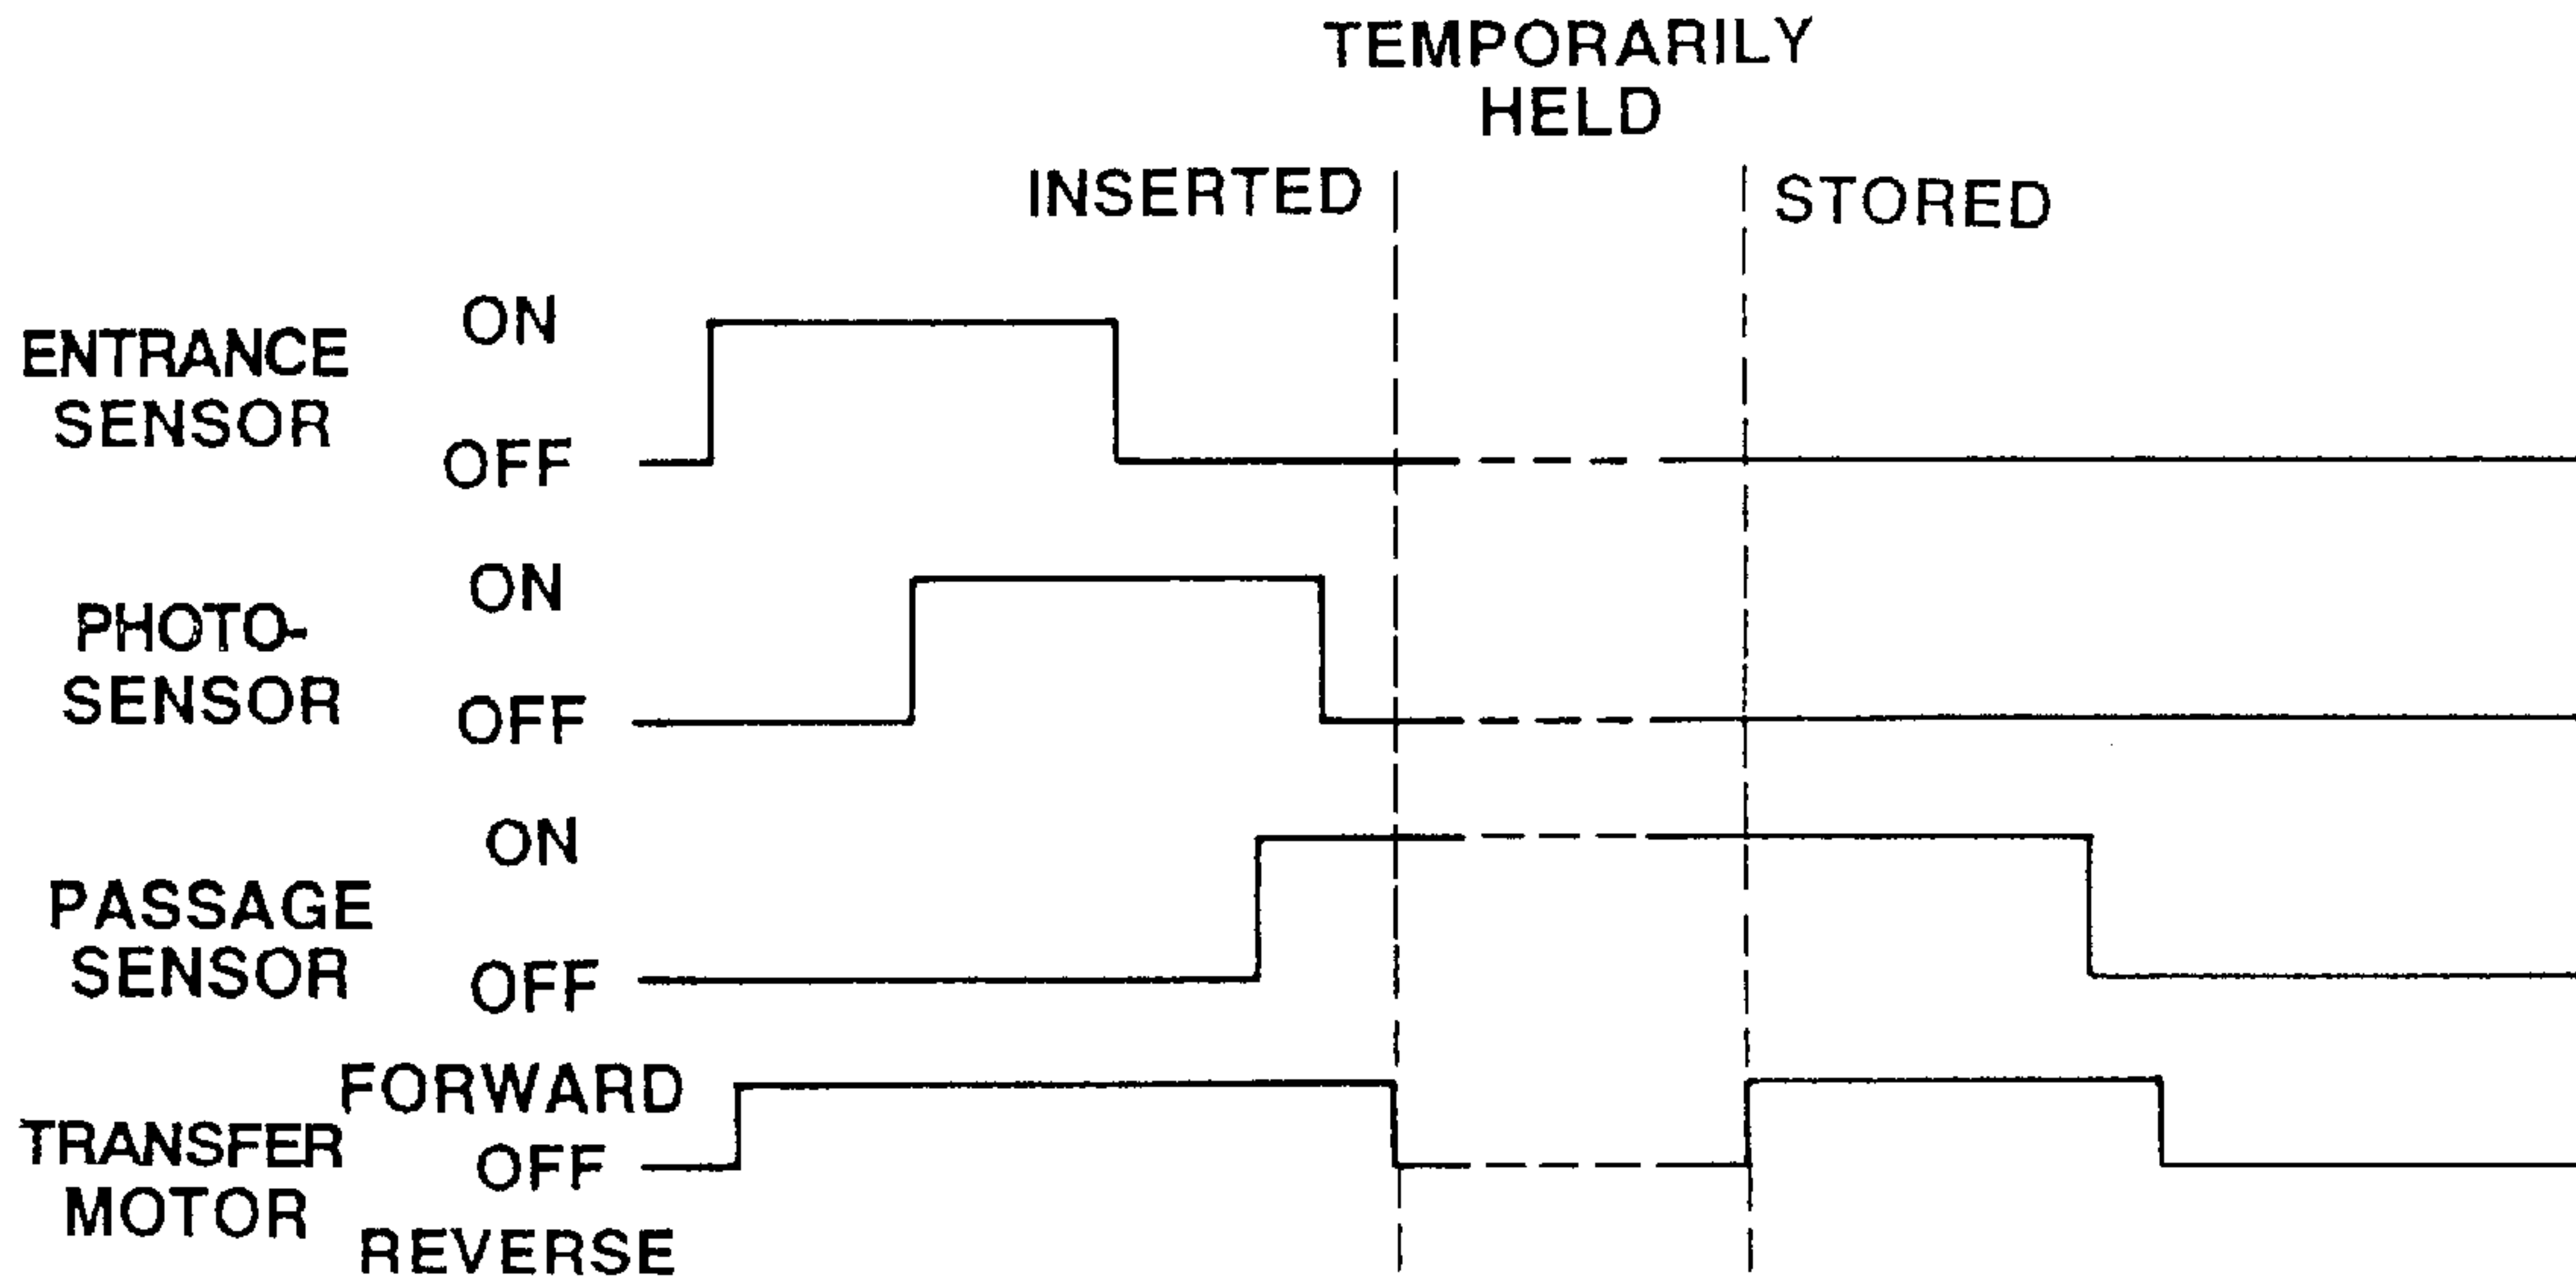 TEMPORARILY
HELD
INSERTED
STORED
ENTRANCE
SENSOR
ON
OFF
PHOTO-
SENSOR
ON
OFF
PASSAGE
SENSOR
ON
OFF
TRANSFER
MOTOR
FORWARD
OFF
REVERSE